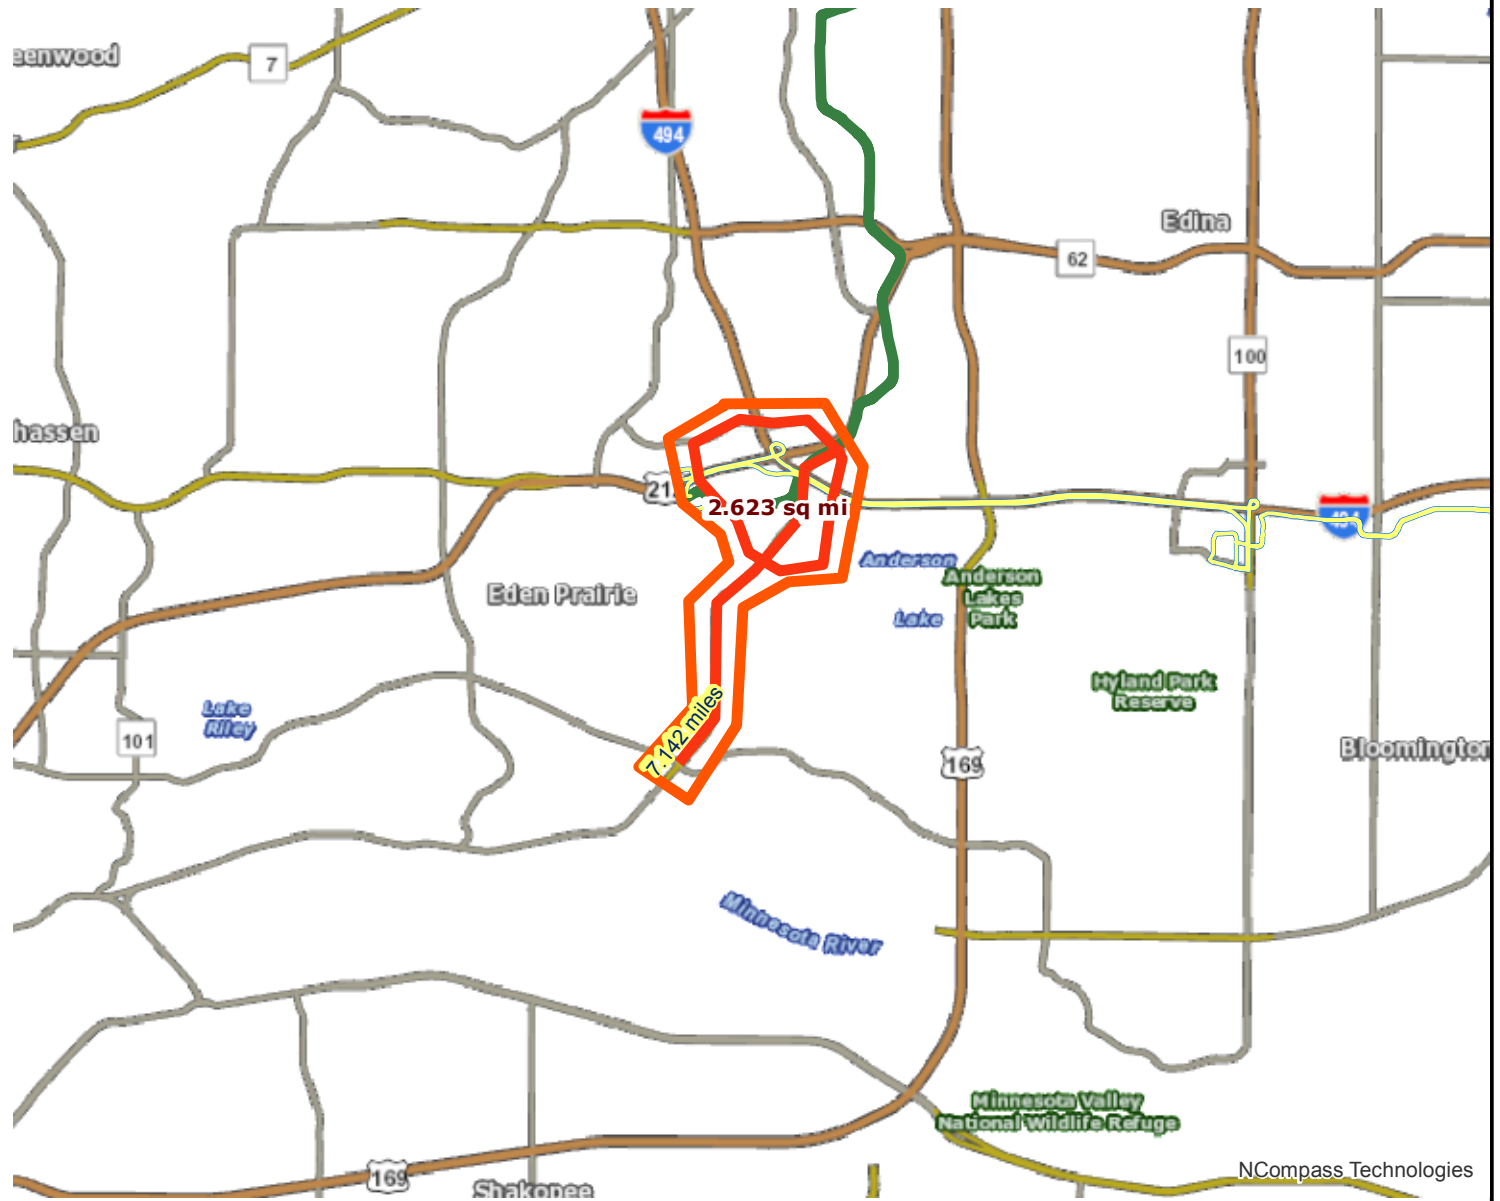 eenwood
7
494
Edina
62
100
hassen
212
2.623 sq mi
494
Anderson
Lake
Anderson
Lakes
Park
Eden Prairie
Hyland Park
Reserve
7.142 miles
Lake
Riley
101
169
Bloomington
Minnesota River
Minnesota Valley
National Wildlife Refuge
169
Shakopee
NCompass Technologies